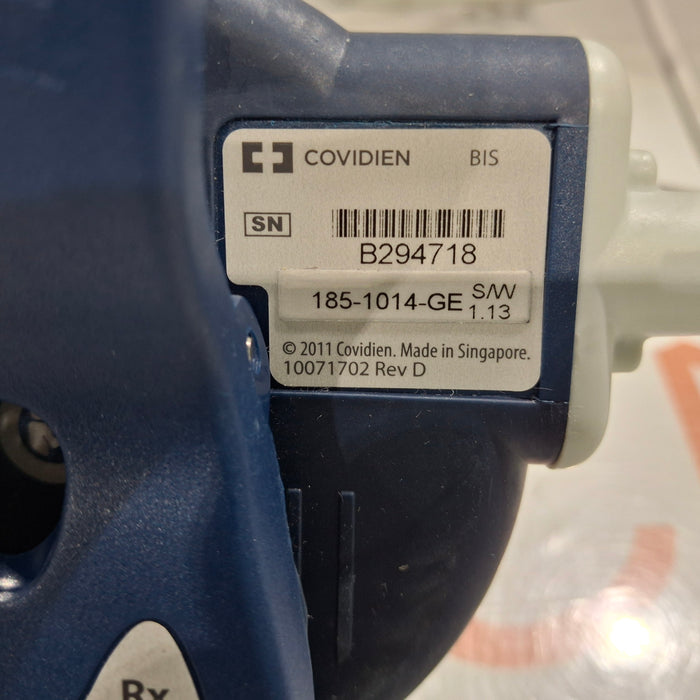 COVIDIEN BIS
SN
B294718
185-1014-GE S/W 1.13
© 2011 Covidien. Made in Singapore.
10071702 Rev D
Rx